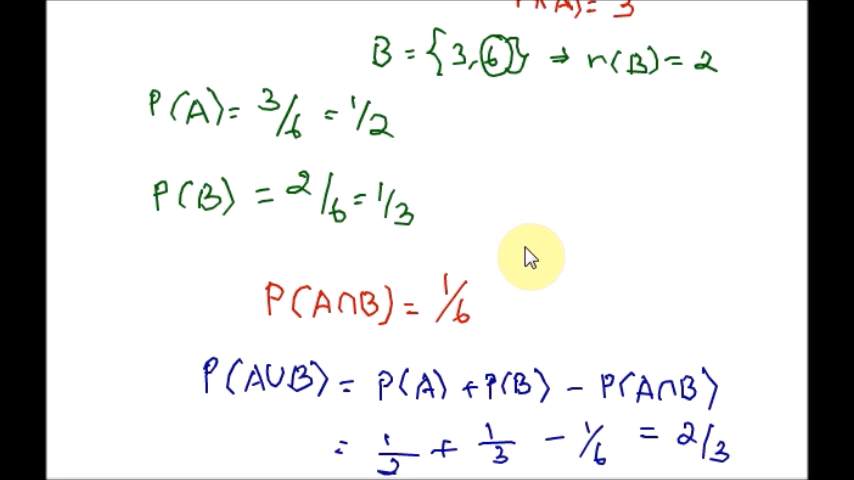 n(A) = 3
B = {3, 6} ⇒ n(B) = 2
P(A) = 3/6 = 1/2
P(B) = 2/6 = 1/3
P(A∩B) = 1/6
P(A∪B) = P(A) + P(B) - P(A∩B)
= 1/2 + 1/3 - 1/6 = 2/3